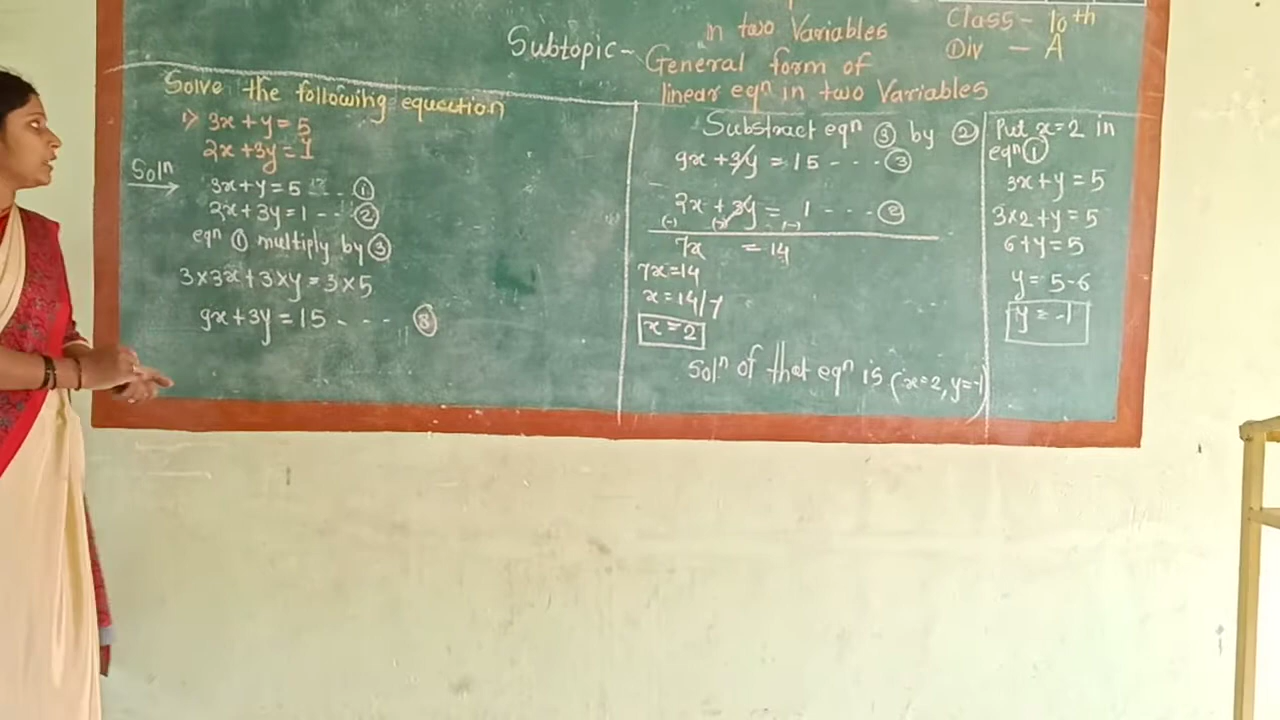 in two Variables
Class - 10th
Div - A
Subtopic - General form of
linear eqn in two Variables
Solve the following equection
1) 3x + y = 5
2x + 3y = 1
Soln
3x + y = 5 - - - ①
2x + 3y = 1 - - - ②
eqn ① multiply by ③
3×3x + 3×y = 3×5
9x + 3y = 15 - - - - ③
Substract eqn ③ by ②
9x + 3y = 15 - - - ③
2x + 3y = 1 - - - ②
(-) (-) (-)
7x = 14
7x = 14
x = 14/7
x = 2
Soln of that eqn is (x=2, y=-1)
Put x = 2 in
eqn ①
3x + y = 5
3×2 + y = 5
6 + y = 5
y = 5 - 6
y = -1